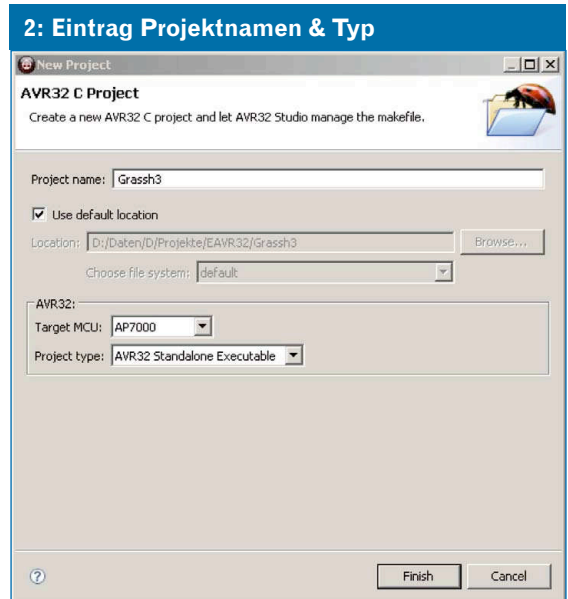 2: Eintrag Projektnamen & Typ
New Project
AVR32 C Project
Create a new AVR32 C project and let AVR32 Studio manage the makefile.
Project name: Grassh3
Use default location
Location: D:/Daten/D/Projekte/EAVR32/Grassh3 Browse...
Choose file system: default
AVR32:
Target MCU: AP7000
Project type: AVR32 Standalone Executable
? Finish Cancel